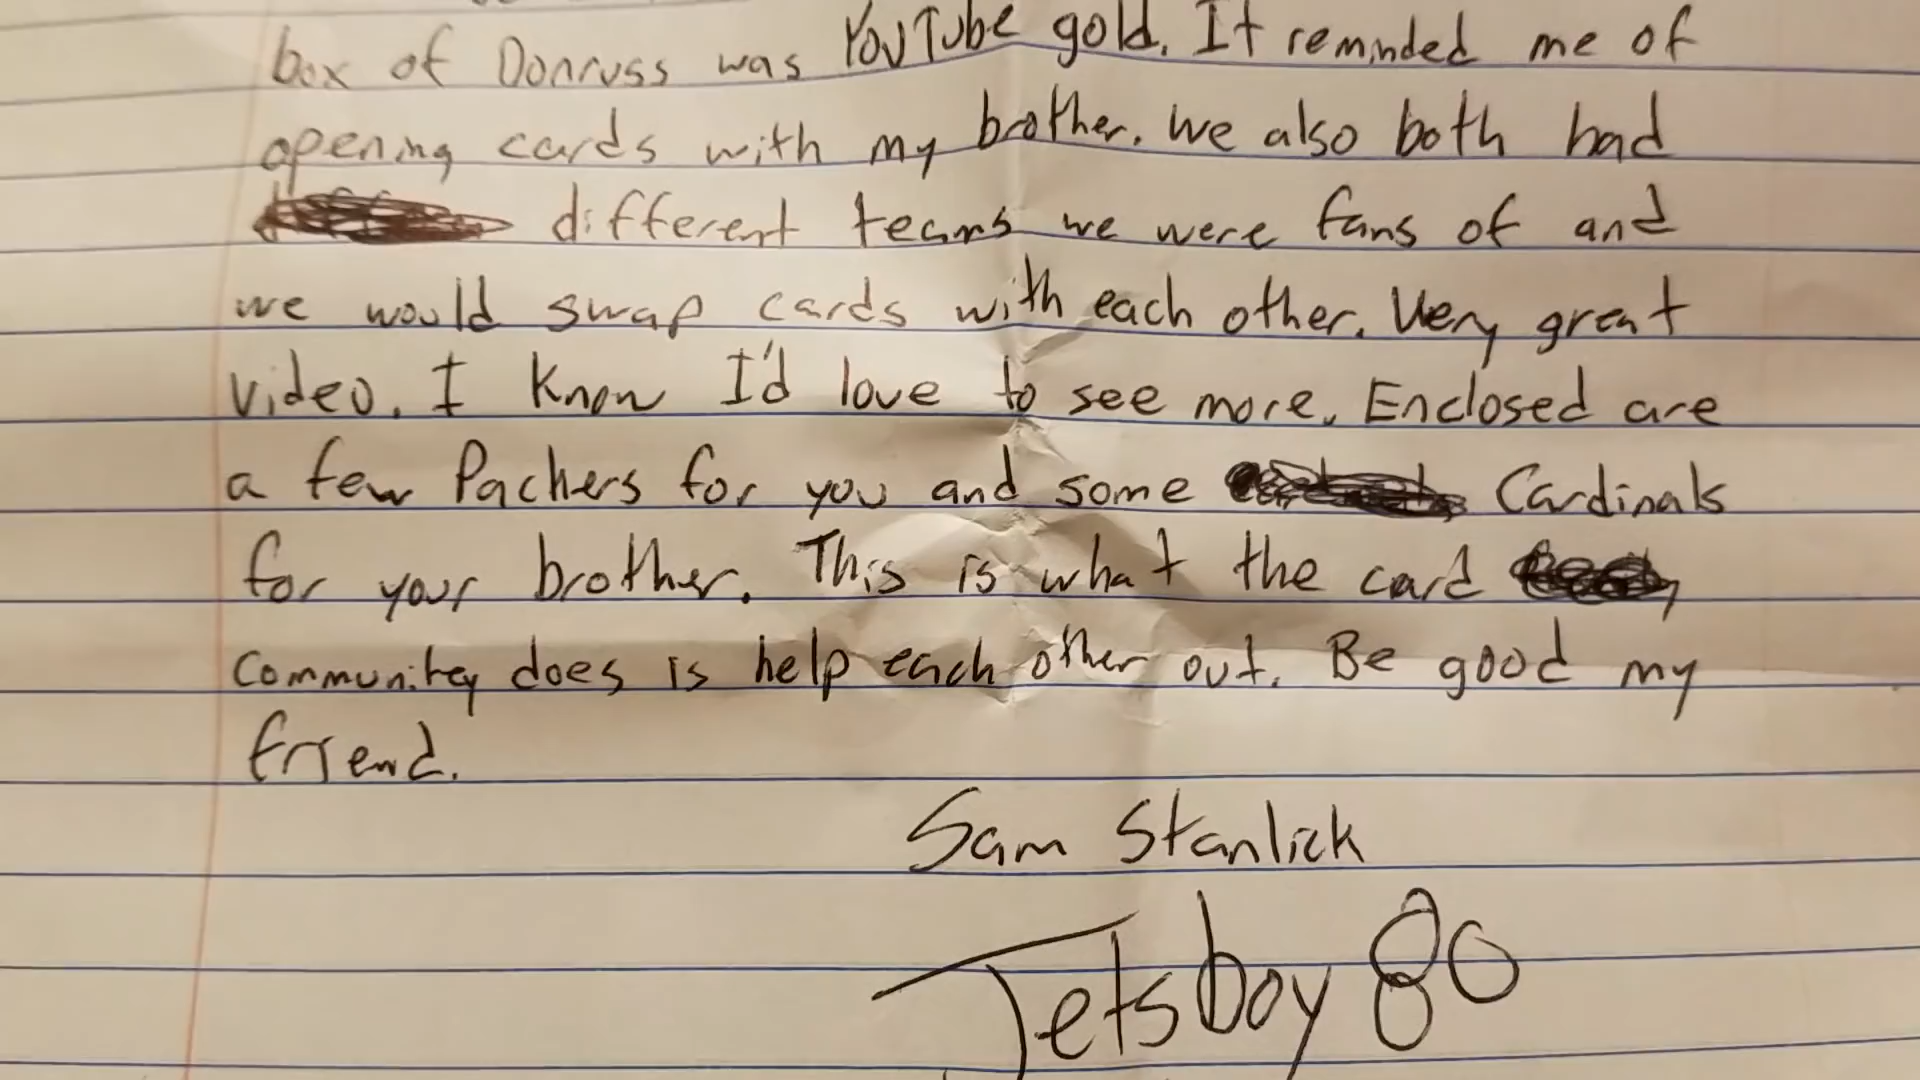 box of Donruss was YouTube gold. It reminded me of
opening cards with my brother. We also both had
different teams we were fans of and
we would swap cards with each other. Very great
video. I know I'd love to see more. Enclosed are
a few Packers for you and some Cardinals
for your brother. This is what the card
community does is help each other out. Be good my
friend.
Sam Stanlick
Jetsboy 80